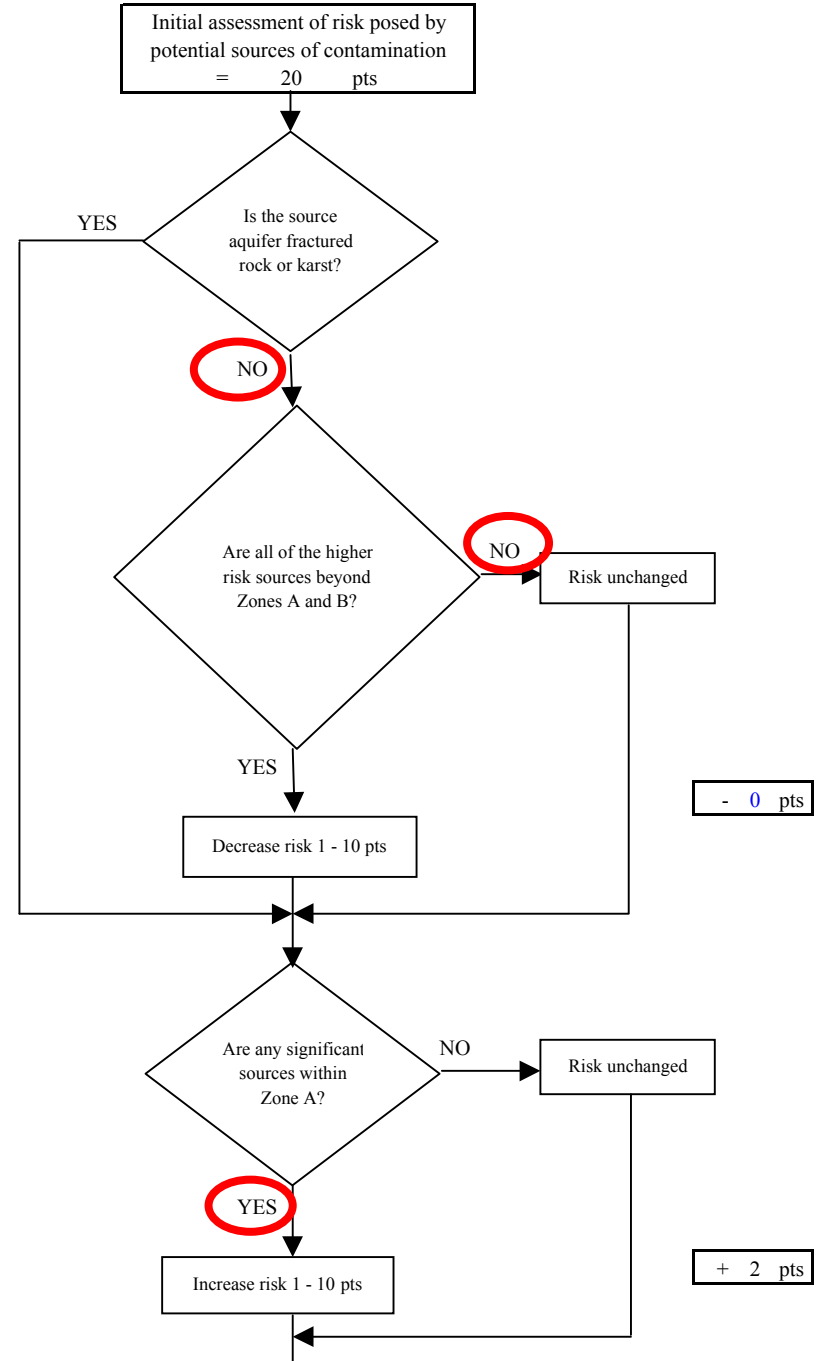 Initial assessment of risk posed by
potential sources of contamination
= 20 pts
YES
Is the source
aquifer fractured
rock or karst?
NO
Are all of the higher
risk sources beyond
Zones A and B?
NO
Risk unchanged
YES
- 0 pts
Decrease risk 1 - 10 pts
Are any significant
sources within
Zone A?
NO
Risk unchanged
YES
+ 2 pts
Increase risk 1 - 10 pts